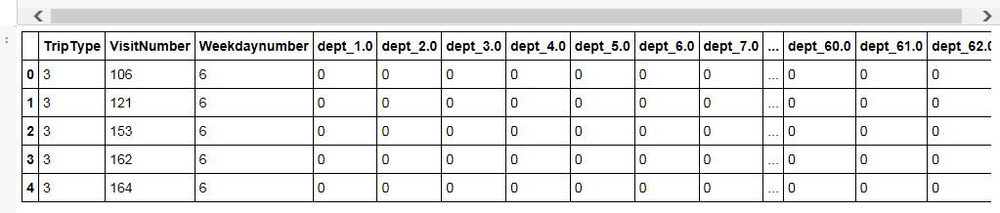 TripType VisitNumber Weekdaynumber dept_1.0 dept_2.0 dept_3.0 dept_4.0 dept_5.0 dept_6.0 dept_7.0 ... dept_60.0 dept_61.0 dept_62.0
0 3 106 6 0 0 0 0 0 0 0 ... 0 0 0
1 3 121 6 0 0 0 0 0 0 0 ... 0 0 0
2 3 153 6 0 0 0 0 0 0 0 ... 0 0 0
3 3 162 6 0 0 0 0 0 0 0 ... 0 0 0
4 3 164 6 0 0 0 0 0 0 0 ... 0 0 0